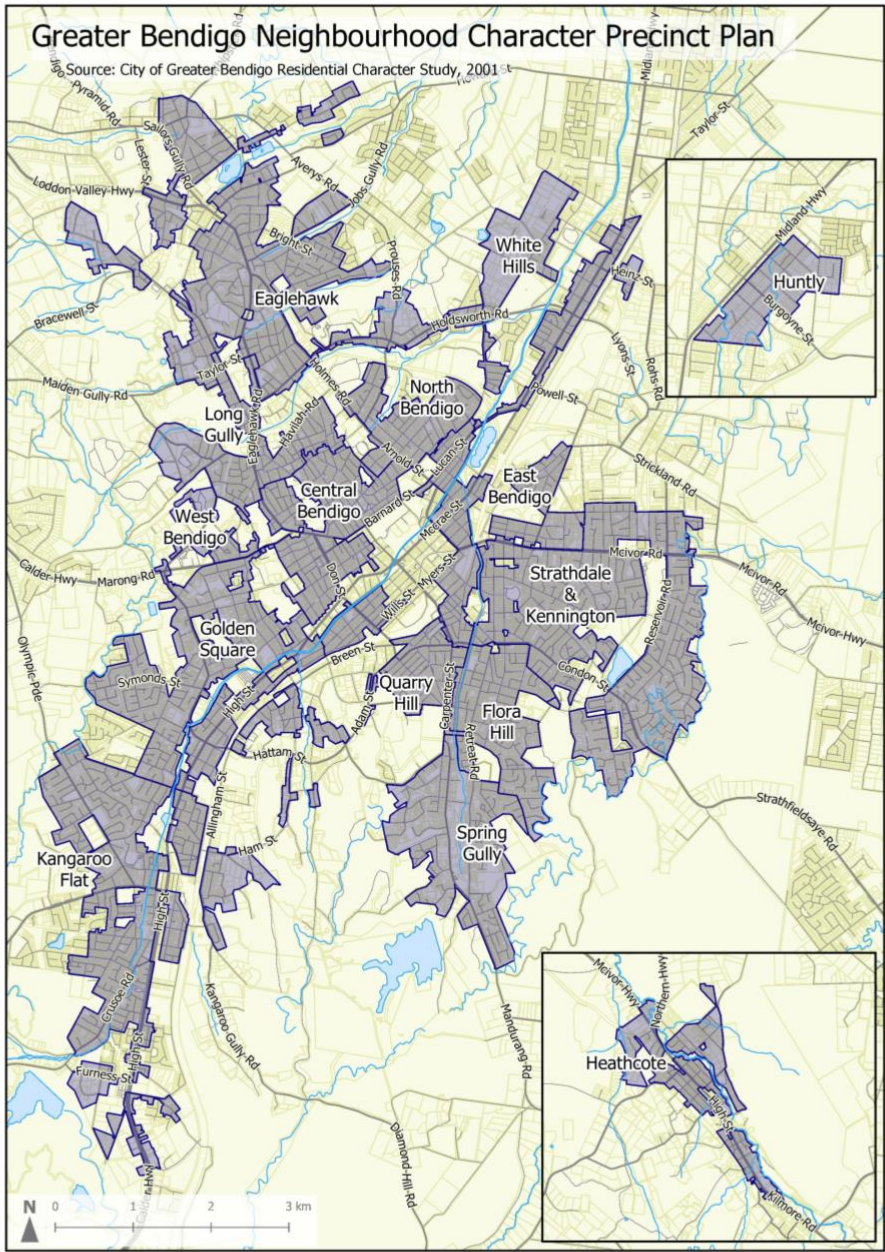 Greater Bendigo Neighbourhood Character Precinct Plan
Source: City of Greater Bendigo Residential Character Study, 2001
Midland Hwy
Pyramid-Rd
Taylor-St
Sailors-Gully Rd
Lester-St
Averys-Rd
Jobs-Gully-Rd
Loddon-Valley-Hwy
Bright-St
Prouses-Rd
White
Hills
Heinz-St
Midland-Hwy
Huntly
Burgoyne-St
Eaglehawk
Bracewell-St
Holdsworth Rd
Lyons-St
Rohs-Rd
Taylor-St
Holmes-Rd
Maiden-Gully-Rd
North
Bendigo
Powell-St
Long
Gully
Eaglehawk-Rd
Havilah-Rd
Arnold-St
Lucan-St
Strickland-Rd
East
Bendigo
Central
Bendigo
Barnard-St
West
Bendigo
Mccrae-St
Calder-Hwy
Marong-Rd
Don-St
Myers-St
Wills-St
Mcivor-Rd
Mcivor-Rd
Strathdale
&
Kennington
Mcivor-Hwy
Reservoir-Rd
Golden
Square
Breen-St
Olympic-Pde
Symonds-St
Condon-St
High-St
Adam-St
Quarry
Hill
Carpenter-St
Flora
Hill
Retreat-Rd
Hattam-St
Allingham-St
Strathfieldsaye-Rd
Spring
Gully
Ham-St
Kangaroo
Flat
High-St
Crusoe-Rd
Kangaroo-Gully-Rd
Mandurang-Rd
High-St
Furness-St
Diamond-Hill-Rd
Calder-Hwy
Mcivor-Hwy
Northern-Hwy
Heathcote
High-St
Kilmore-Rd
N
0 1 2 3 km